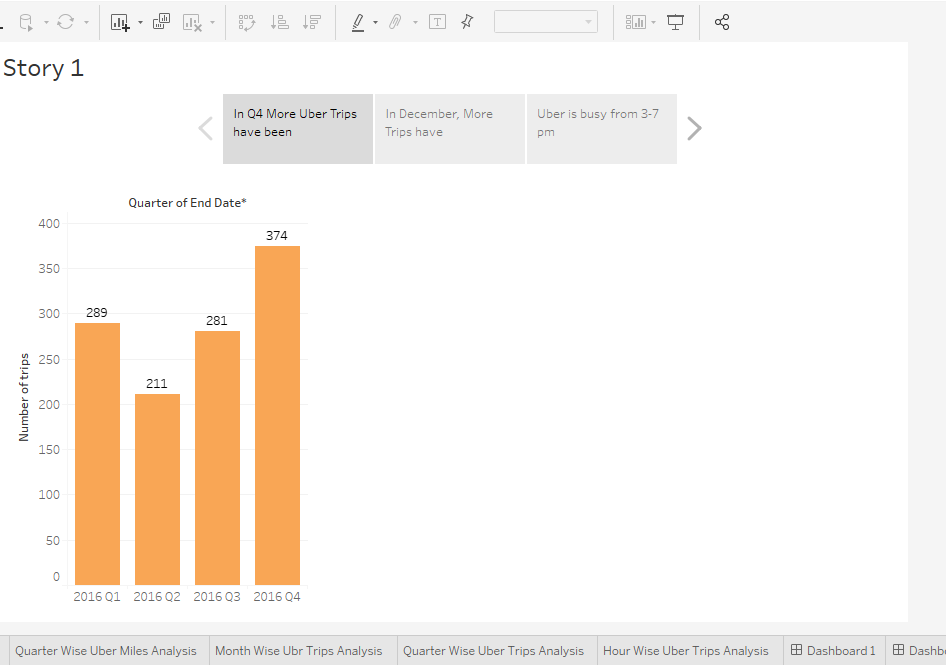 T
Story 1
In Q4 More Uber Trips
have been
In December, More
Trips have
Uber is busy from 3-7
pm
Quarter of End Date*
400
350
300
250
200
150
100
50
0
Number of trips
289
211
281
374
2016 Q1
2016 Q2
2016 Q3
2016 Q4
Quarter Wise Uber Miles Analysis
Month Wise Ubr Trips Analysis
Quarter Wise Uber Trips Analysis
Hour Wise Uber Trips Analysis
Dashboard 1
Dashb